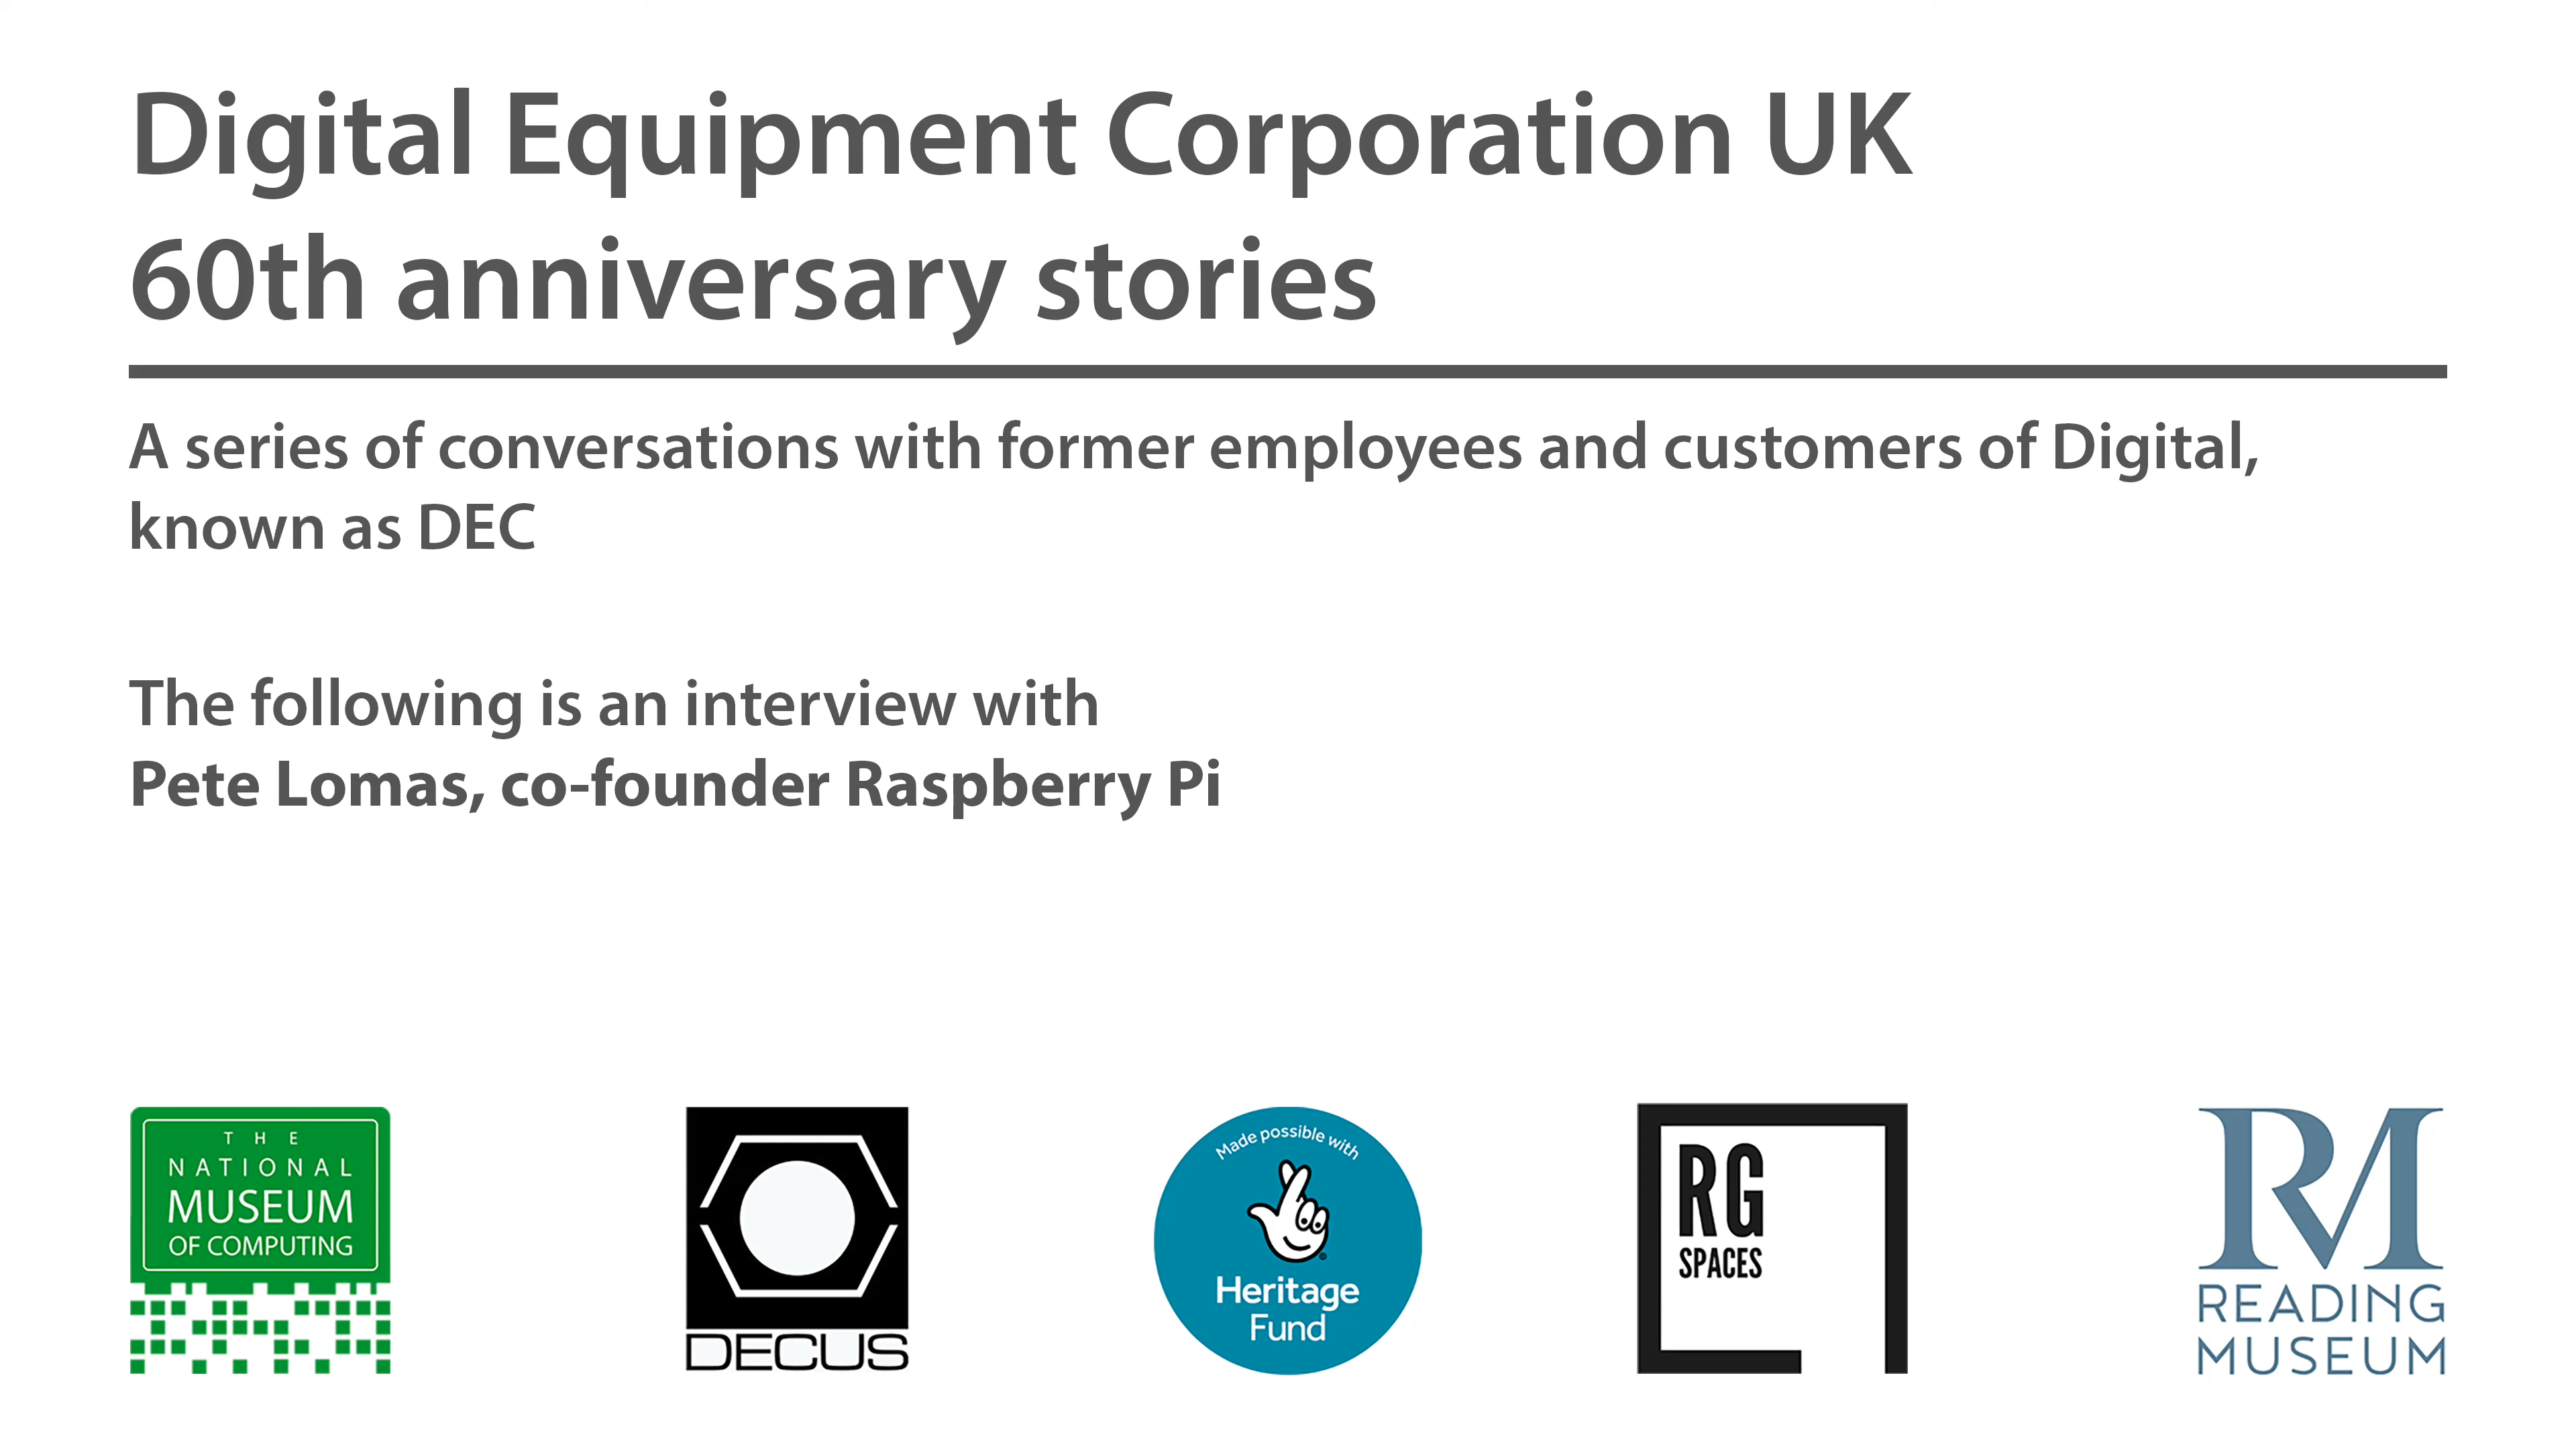 Digital Equipment Corporation UK
60th anniversary stories
A series of conversations with former employees and customers of Digital,
known as DEC
The following is an interview with
Pete Lomas, co-founder Raspberry Pi
THE
NATIONAL
MUSEUM
OF COMPUTING
DECUS
Made possible with
Heritage
Fund
RG
SPACES
RM
READING
MUSEUM